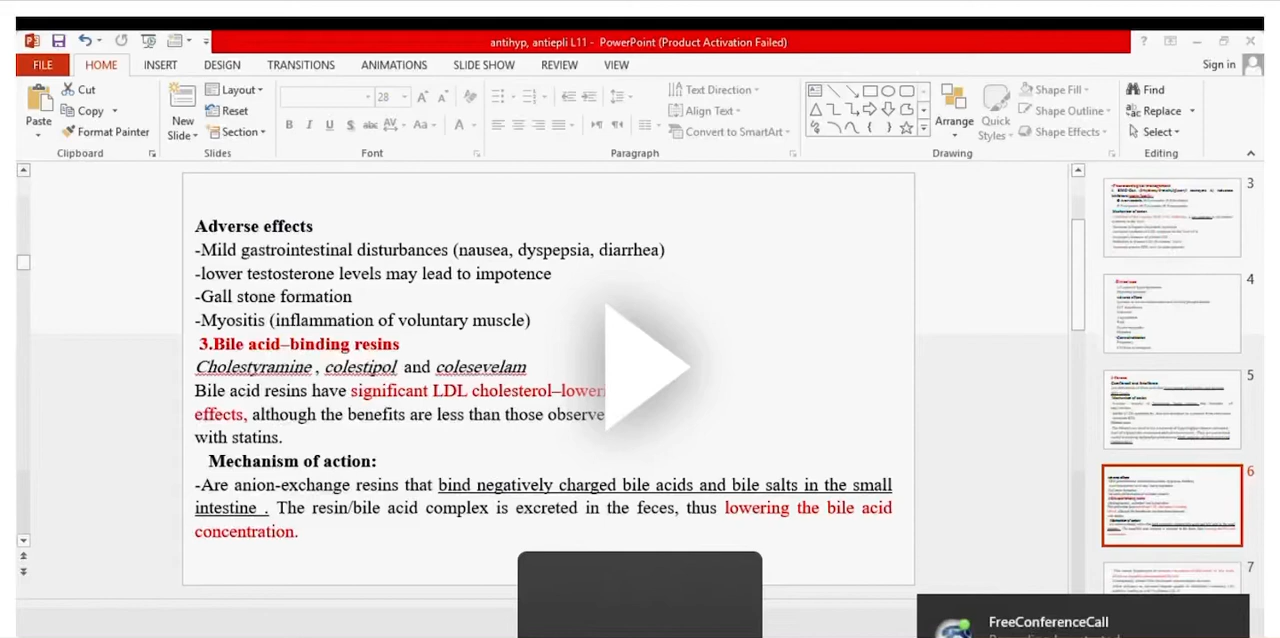 antihyp, antiepli L11 - PowerPoint (Product Activation Failed)
FILE HOME INSERT DESIGN TRANSITIONS ANIMATIONS SLIDE SHOW REVIEW VIEW Sign in
Paste
Cut
Copy
Format Painter
Clipboard
New Slide
Layout
Reset
Section
Slides
28
B I U S abc AV Aa A
Font
Text Direction
Align Text
Convert to SmartArt
Paragraph
Arrange
Quick Styles
Shape Fill
Shape Outline
Shape Effects
Drawing
Find
Replace
Select
Editing
Adverse effects
-Mild gastrointestinal disturbances (nausea, dyspepsia, diarrhea)
-lower testosterone levels may lead to impotence
-Gall stone formation
-Myositis (inflammation of voluntary muscle)
3.Bile acid–binding resins
Cholestyramine , colestipol and colesevelam
Bile acid resins have significant LDL cholesterol–
effects, although the benefits are less than those
with statins.
Mechanism of action:
-Are anion-exchange resins that bind negatively charged bile acids and bile salts in the small
intestine . The resin/bile acid complex is excreted in the feces, thus lowering the bile acid
concentration.
3
4
5
6
7
FreeConferenceCall